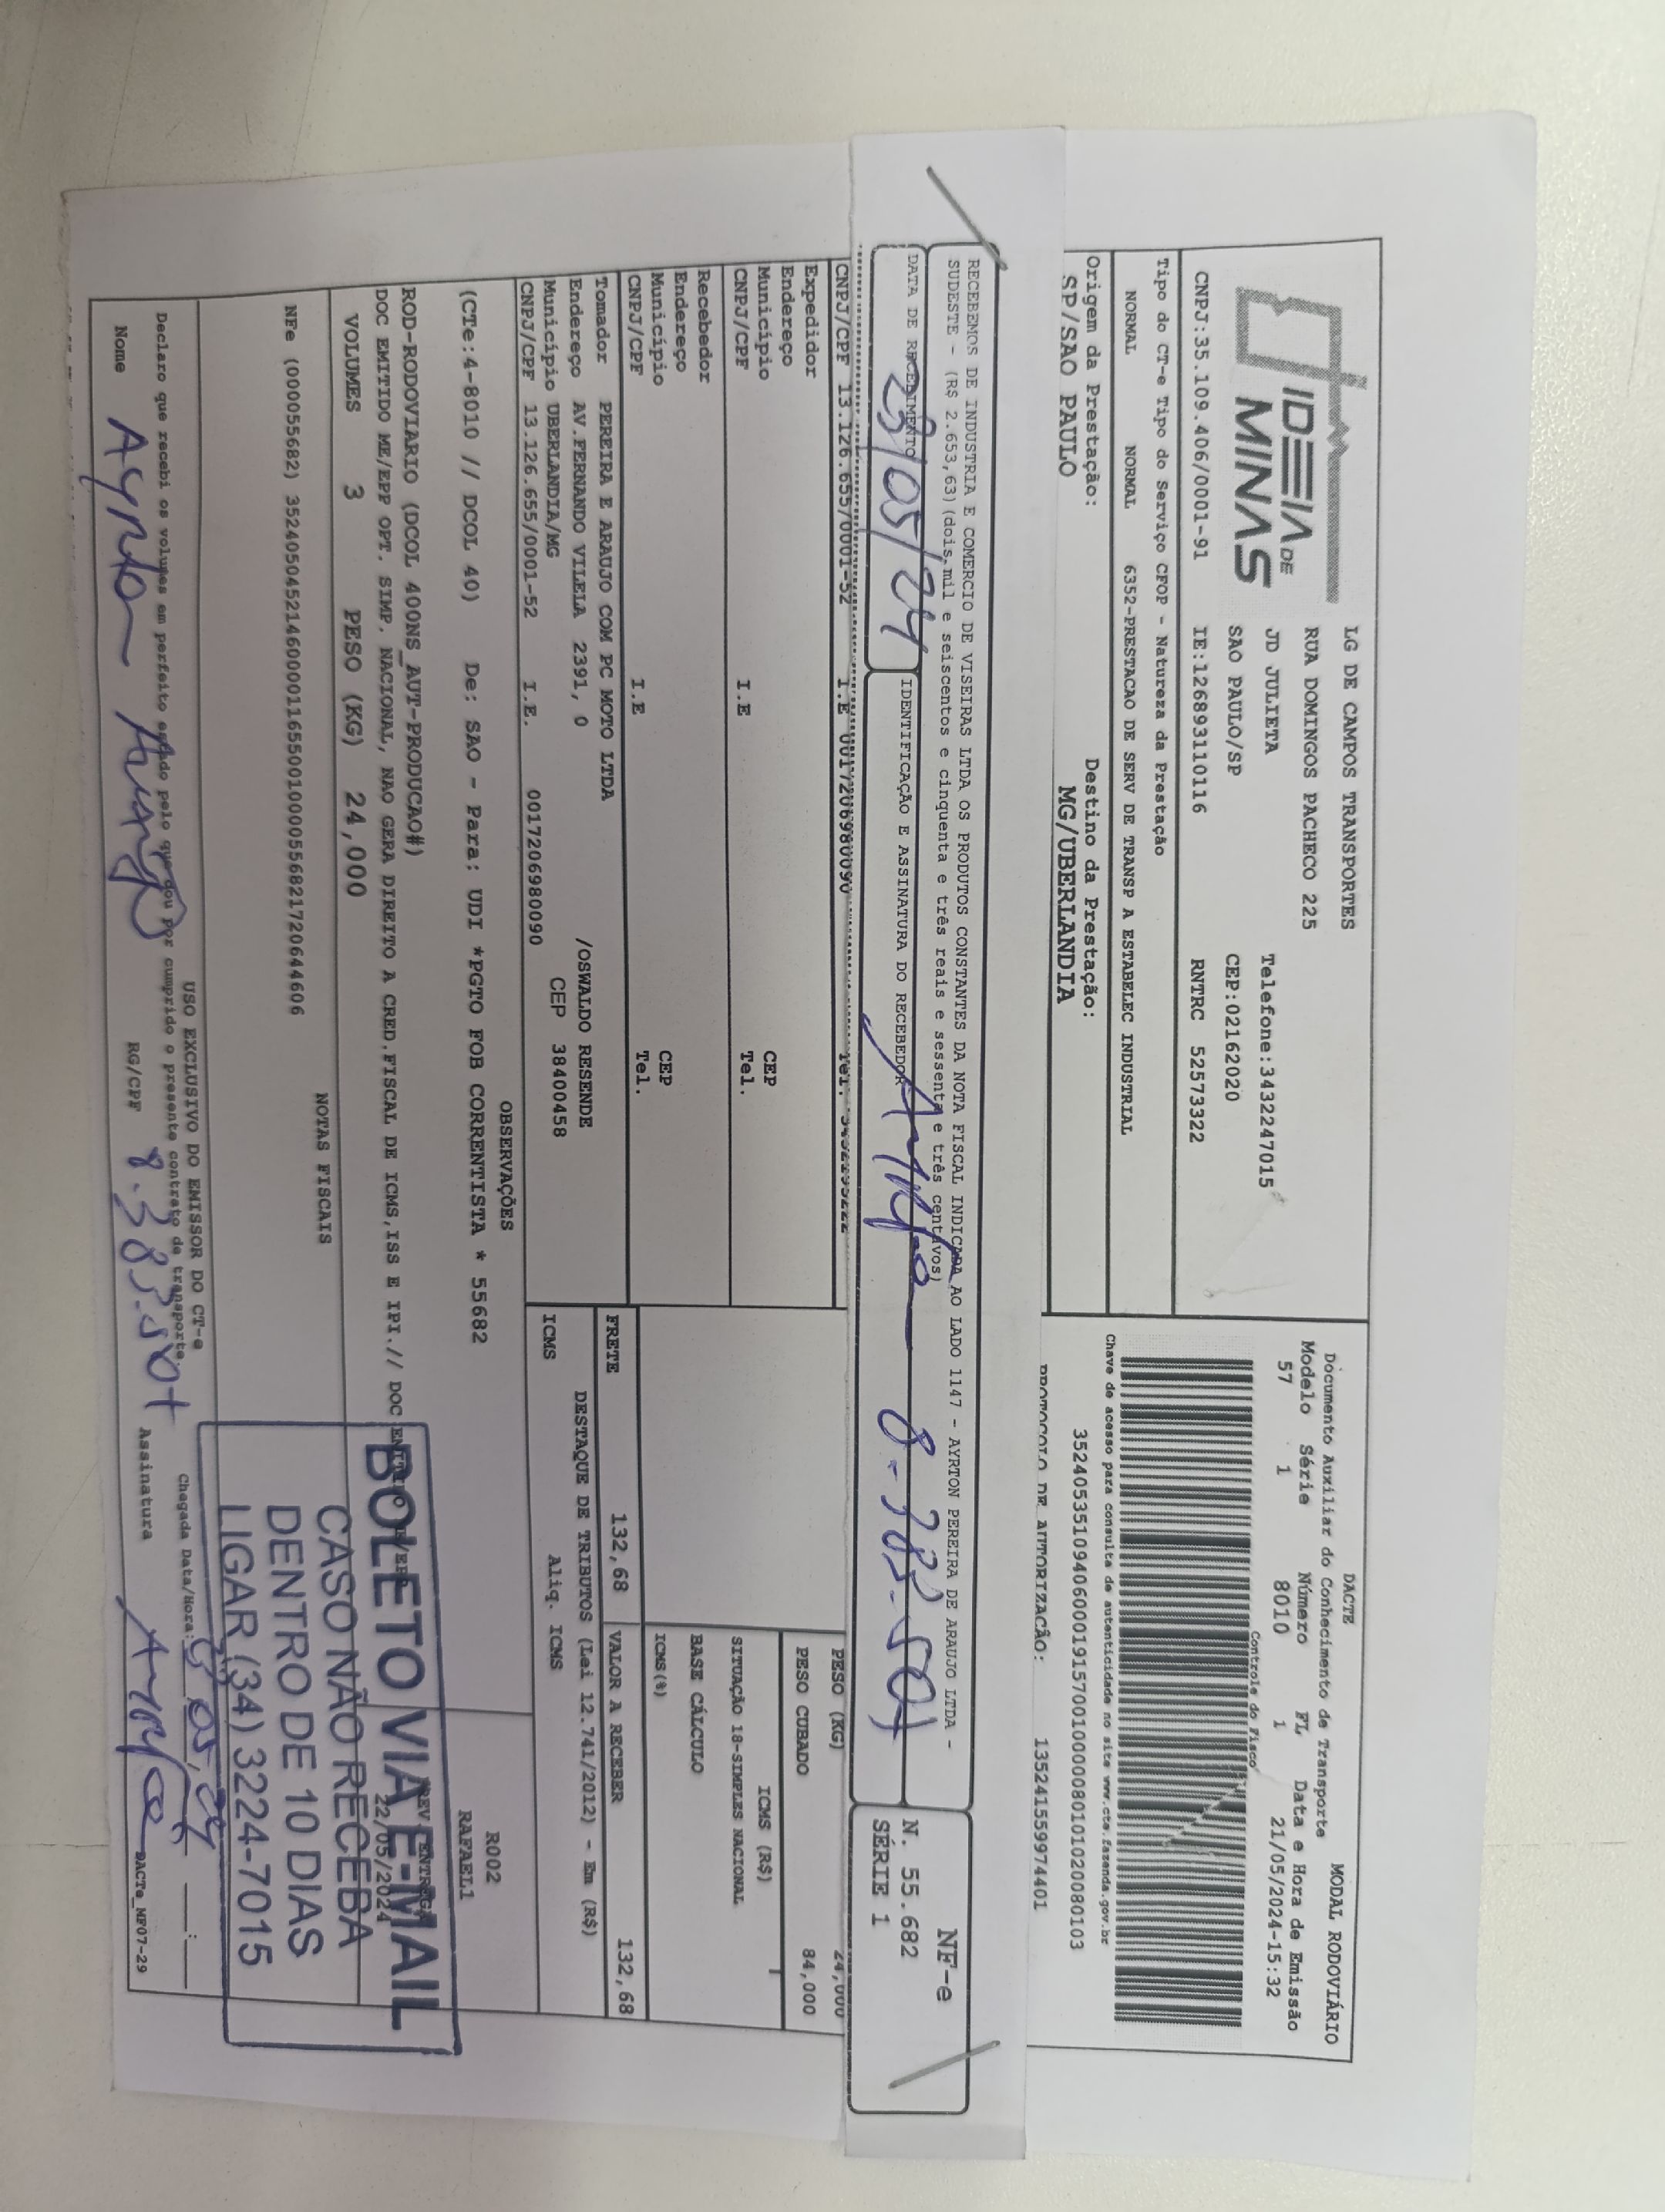 IDEIA DE
MINAS
LG DE CAMPOS TRANSPORTES
RUA DOMINGOS PACHECO 225
JD JULIETA
Telefone:3432247015
SAO PAULO/SP
CEP:02162020
CNPJ:35.109.406/0001-91
IE:126893110116
RNTRC 52573322
DACTE
MODAL RODOVIÁRIO
Documento Auxiliar do Conhecimento de Transporte
Modelo Série Número FL Data e Hora de Emissão
57 1 8010 1 21/05/2024-15:32
Controle do Fisco
Chave de acesso para consulta de autenticidade no site www.cte.fazenda.gov.br
35240535109406000191570010000080101020080103
PROTOCOLO DE AUTORIZAÇÃO: 135241559974401
Tipo do CT-e Tipo do Serviço CFOP - Natureza da Prestação
NORMAL NORMAL 6352-PRESTACAO DE SERV DE TRANSP A ESTABELEC INDUSTRIAL
Origem da Prestação: Destino da Prestação:
SP/SAO PAULO MG/UBERLANDIA
RECEBEMOS DE INDUSTRIA E COMERCIO DE VISEIRAS LTDA OS PRODUTOS CONSTANTES DA NOTA FISCAL INDICADA AO LADO 1147 - AYRTON PEREIRA DE ARAUJO LTDA -
SUDESTE - (R$ 2.653,63) (dois mil e seiscentos e cinquenta e três reais e sessenta e três centavos)
DATA DE RECEBIMENTO
IDENTIFICAÇÃO E ASSINATURA DO RECEBEDOR
NF-e
N. 55.682
SÉRIE 1
CNPJ/CPF 13.126.655/0001-52 I.E 0017206980090
PESO (KG) 24,000
Expedidor
Endereço
Município CEP
CNPJ/CPF I.E Tel.
PESO CUBADO 84,000
ICMS (R$)
SITUAÇÃO 18-SIMPLES NACIONAL
BASE CÁLCULO
ICMS(%)
Recebedor
Endereço
Município CEP
CNPJ/CPF I.E Tel.
Tomador PEREIRA E ARAUJO COM PC MOTO LTDA
Endereço AV.FERNANDO VILELA 2391, 0 /OSWALDO RESENDE
Município UBERLANDIA/MG CEP 38400458
CNPJ/CPF 13.126.655/0001-52 I.E. 0017206980090
FRETE 132,68 VALOR A RECEBER 132,68
DESTAQUE DE TRIBUTOS (Lei 12.741/2012) - Em (R$)
ICMS Aliq. ICMS
OBSERVAÇÕES
(CTe:4-8010 // DCOL 40) De: SAO - Para: UDI *PGTO FOB CORRENTISTA * 55682
R002
RAFAEL1
ROD-RODOVIARIO (DCOL 400NS_AUT-PRODUCAO#)
DOC EMITIDO ME/EPP OPT. SIMP. NACIONAL, NAO GERA DIREITO A CRED.FISCAL DE ICMS,ISS E IPI.// DOC
22/05/2024
VOLUMES 3 PESO (KG) 24,000
NOTAS FISCAIS
NFe (000055682) 35240504521460000116550010000556821720644606
BOLETO VIA E-MAIL
CASO NÃO RECEBA
DENTRO DE 10 DIAS
LIGAR (34) 3224-7015
USO EXCLUSIVO DO EMISSOR DO CT-e
Declaro que recebi os volumes em perfeito estado pelo que dou por cumprido o presente contrato de transporte.
Chegada Data/Hora:
Nome Ayrton Araujo RG/CPF 8.383.507 Assinatura
DACTe_NF07-29